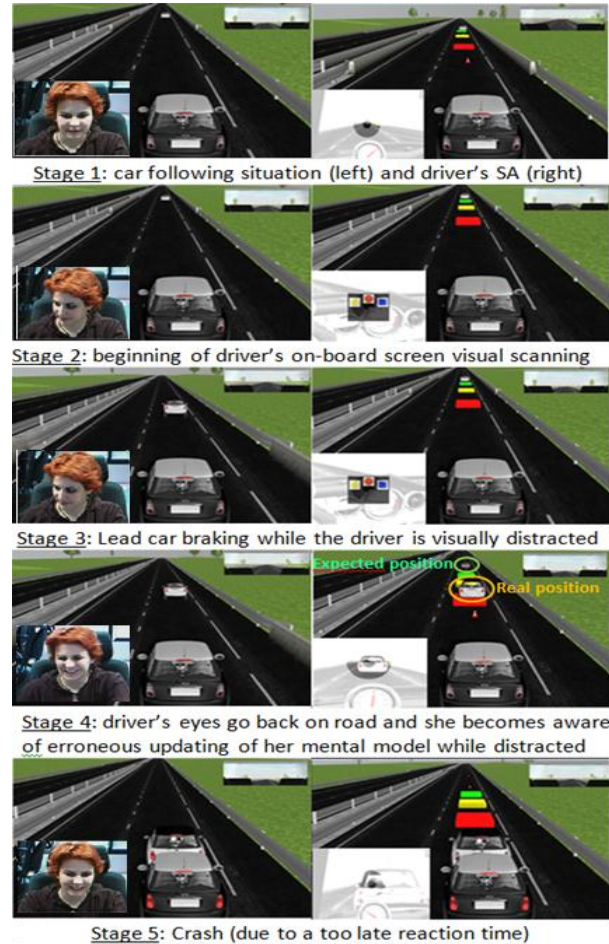 Stage 1: car following situation (left) and driver's SA (right)
Stage 2: beginning of driver's on-board screen visual scanning
Stage 3: Lead car braking while the driver is visually distracted
Expected position
Real position
Stage 4: driver's eyes go back on road and she becomes aware
of erroneous updating of her mental model while distracted
Stage 5: Crash (due to a too late reaction time)